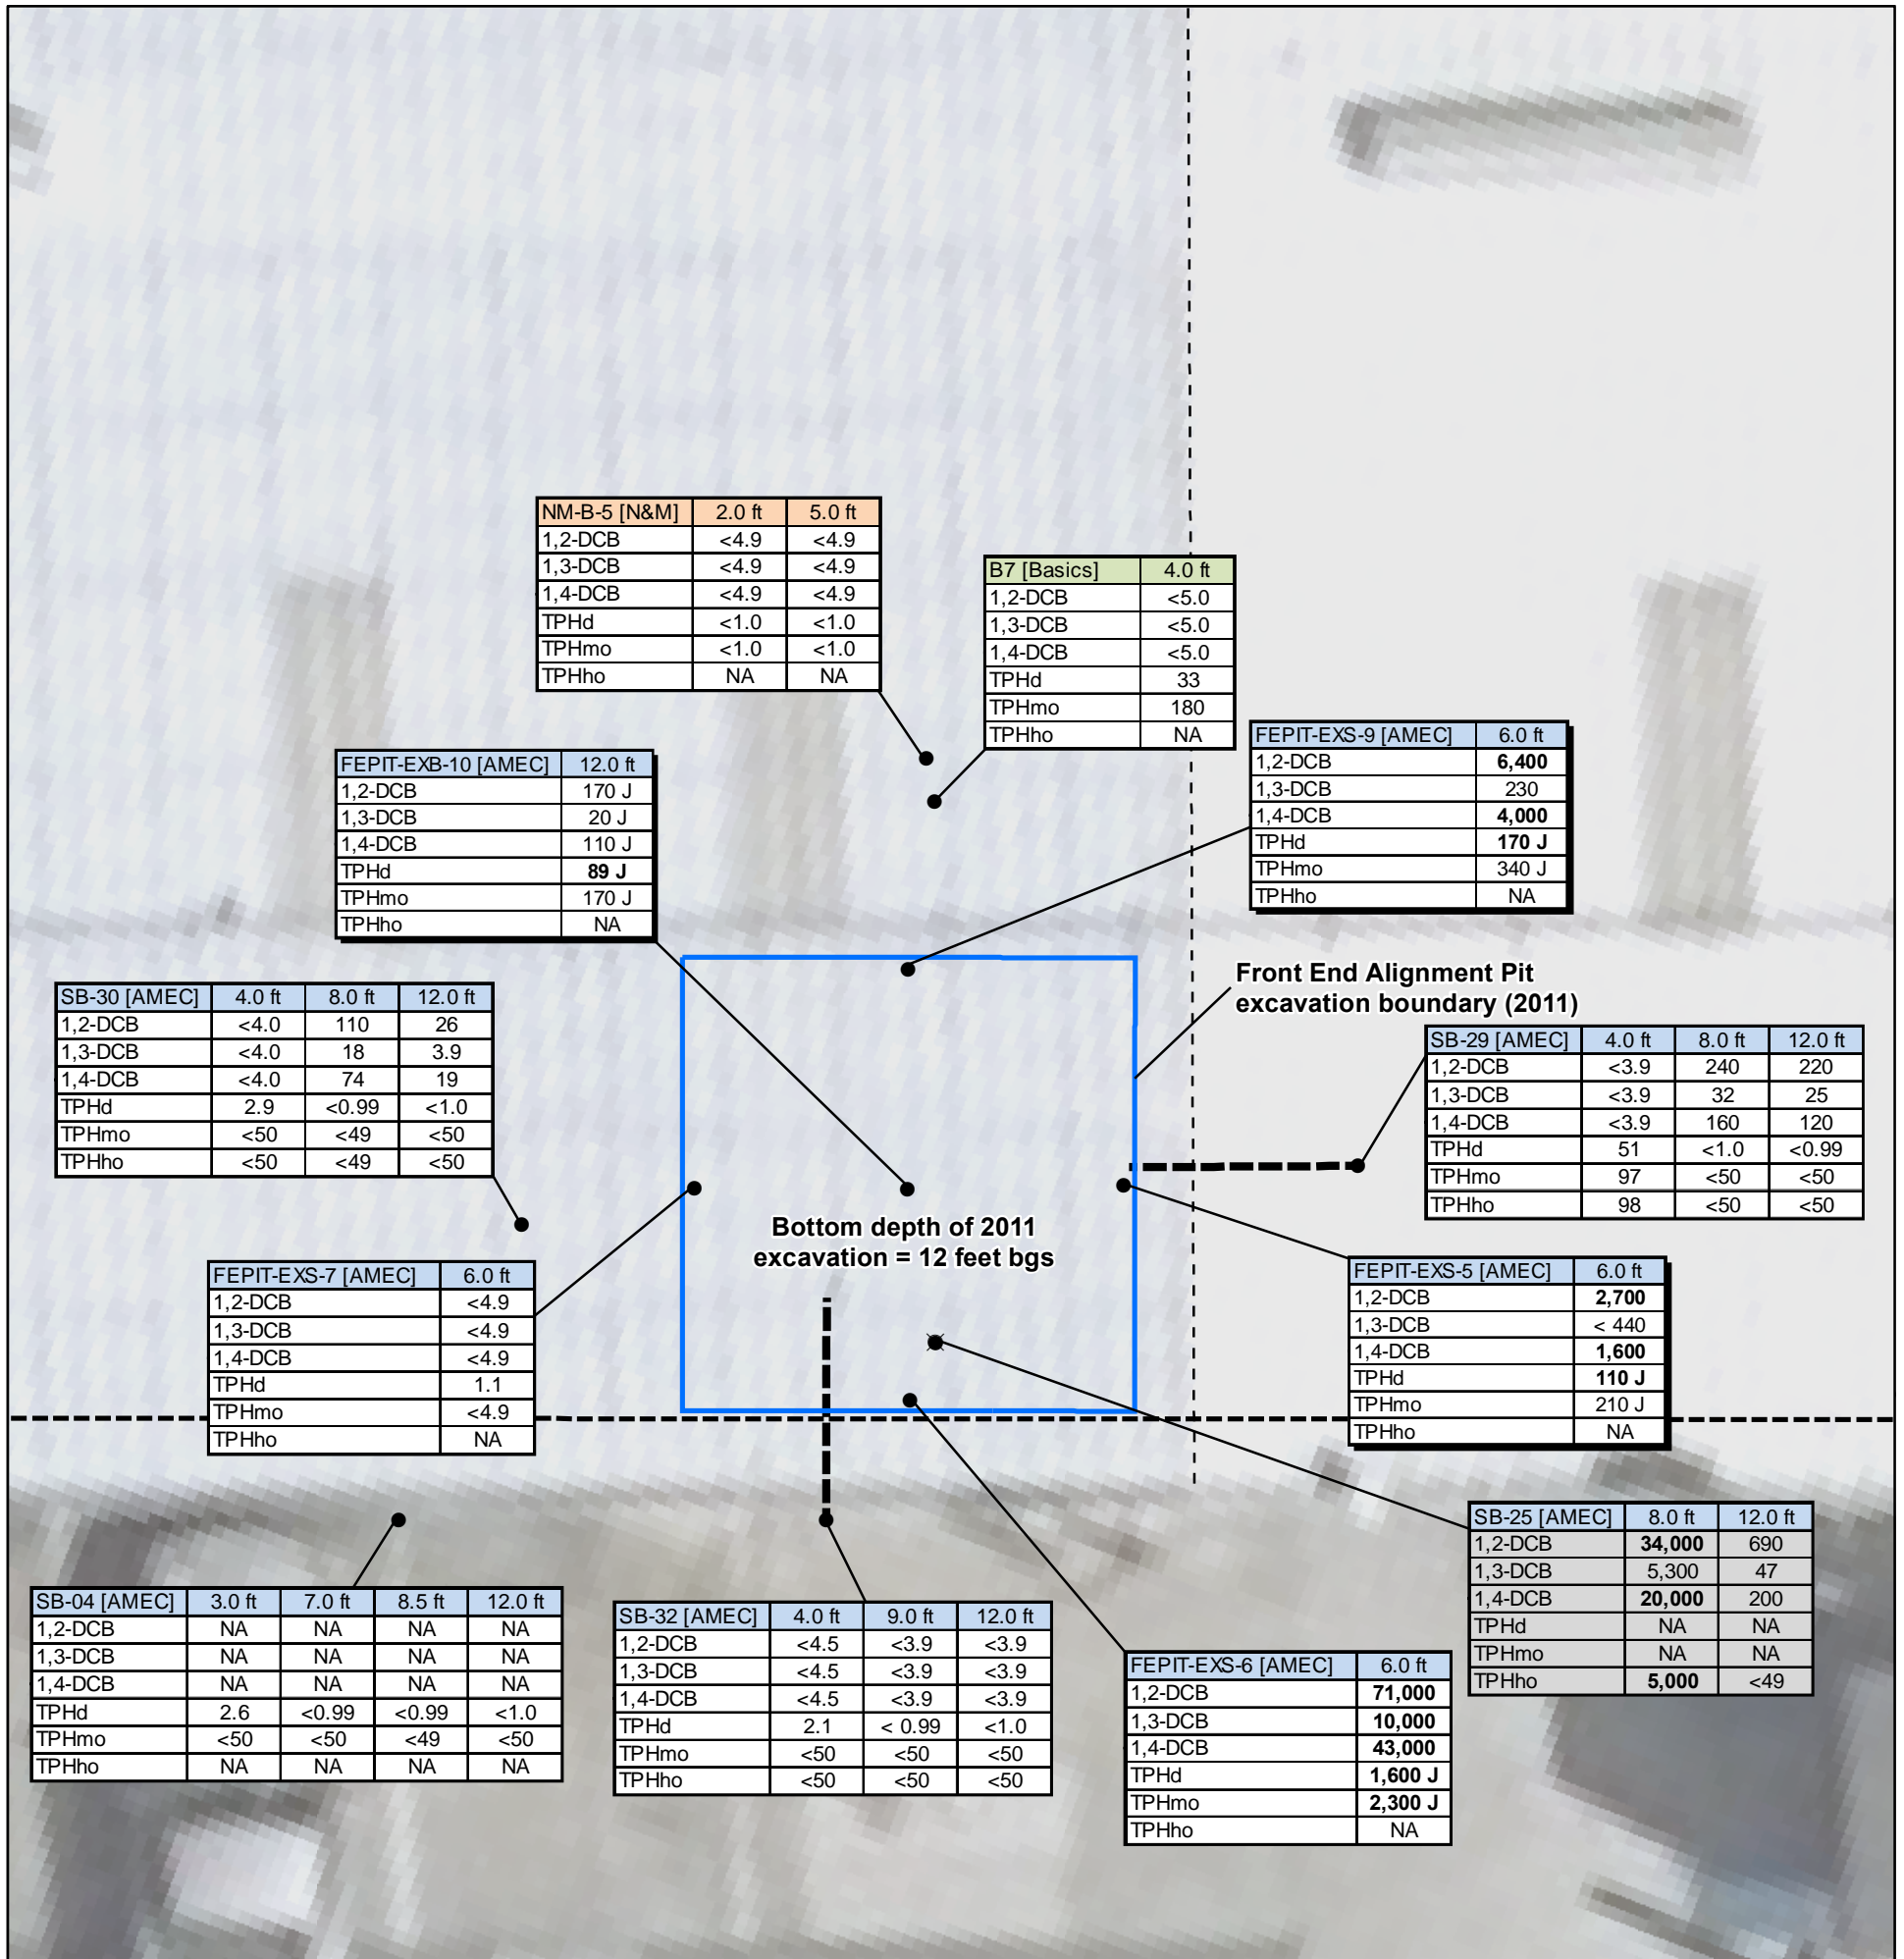 NM-B-5 [N&M] 2.0 ft 5.0 ft
1,2-DCB <4.9 <4.9
1,3-DCB <4.9 <4.9
1,4-DCB <4.9 <4.9
TPHd <1.0 <1.0
TPHmo <1.0 <1.0
TPHho NA NA
B7 [Basics] 4.0 ft
1,2-DCB <5.0
1,3-DCB <5.0
1,4-DCB <5.0
TPHd 33
TPHmo 180
TPHho NA
FEPIT-EXS-9 [AMEC] 6.0 ft
1,2-DCB 6,400
1,3-DCB 230
1,4-DCB 4,000
TPHd 170 J
TPHmo 340 J
TPHho NA
FEPIT-EXB-10 [AMEC] 12.0 ft
1,2-DCB 170 J
1,3-DCB 20 J
1,4-DCB 110 J
TPHd 89 J
TPHmo 170 J
TPHho NA
Front End Alignment Pit
excavation boundary (2011)
SB-30 [AMEC] 4.0 ft 8.0 ft 12.0 ft
1,2-DCB <4.0 110 26
1,3-DCB <4.0 18 3.9
1,4-DCB <4.0 74 19
TPHd 2.9 <0.99 <1.0
TPHmo <50 <49 <50
TPHho <50 <49 <50
SB-29 [AMEC] 4.0 ft 8.0 ft 12.0 ft
1,2-DCB <3.9 240 220
1,3-DCB <3.9 32 25
1,4-DCB <3.9 160 120
TPHd 51 <1.0 <0.99
TPHmo 97 <50 <50
TPHho 98 <50 <50
Bottom depth of 2011
excavation = 12 feet bgs
FEPIT-EXS-7 [AMEC] 6.0 ft
1,2-DCB <4.9
1,3-DCB <4.9
1,4-DCB <4.9
TPHd 1.1
TPHmo <4.9
TPHho NA
FEPIT-EXS-5 [AMEC] 6.0 ft
1,2-DCB 2,700
1,3-DCB < 440
1,4-DCB 1,600
TPHd 110 J
TPHmo 210 J
TPHho NA
SB-25 [AMEC] 8.0 ft 12.0 ft
1,2-DCB 34,000 690
1,3-DCB 5,300 47
1,4-DCB 20,000 200
TPHd NA NA
TPHmo NA NA
TPHho 5,000 <49
SB-04 [AMEC] 3.0 ft 7.0 ft 8.5 ft 12.0 ft
1,2-DCB NA NA NA NA
1,3-DCB NA NA NA NA
1,4-DCB NA NA NA NA
TPHd 2.6 <0.99 <0.99 <1.0
TPHmo <50 <50 <49 <50
TPHho NA NA NA NA
SB-32 [AMEC] 4.0 ft 9.0 ft 12.0 ft
1,2-DCB <4.5 <3.9 <3.9
1,3-DCB <4.5 <3.9 <3.9
1,4-DCB <4.5 <3.9 <3.9
TPHd 2.1 < 0.99 <1.0
TPHmo <50 <50 <50
TPHho <50 <50 <50
FEPIT-EXS-6 [AMEC] 6.0 ft
1,2-DCB 71,000
1,3-DCB 10,000
1,4-DCB 43,000
TPHd 1,600 J
TPHmo 2,300 J
TPHho NA